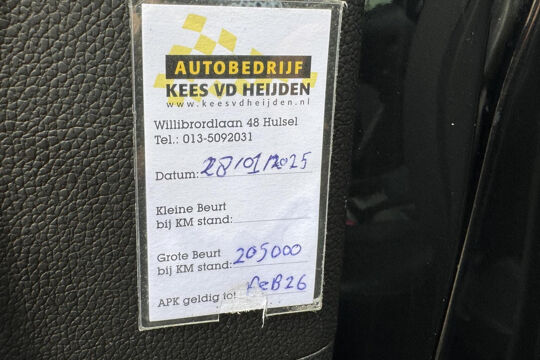 AUTOBEDRIJF
KEES VD HEIJDEN
www.keesvdheijden.nl
Willibrordlaan 48 Hulsel
Tel.: 013-5092031
Datum: 28/01/2025
Kleine Beurt
bij KM stand:
Grote Beurt
bij KM stand: 205000
APK geldig tot FeB26